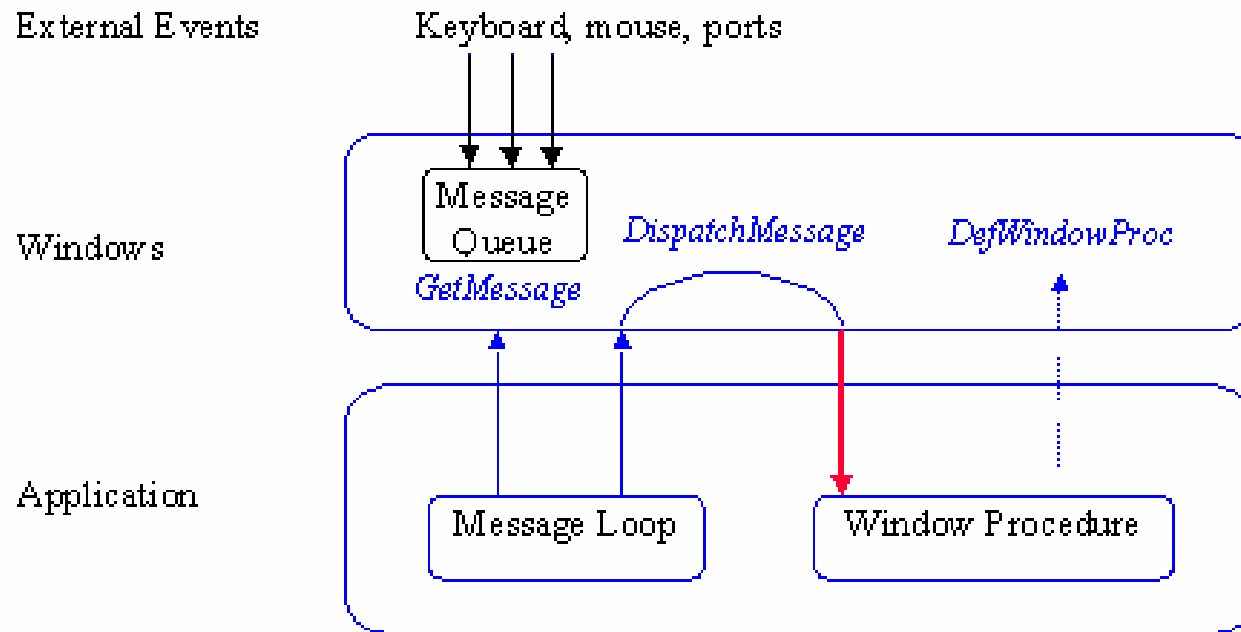 External Events
Keyboard, mouse, ports
Message
Queue
DispatchMessage
DefWindowProc
Windows
GetMessage
Application
Message Loop
Window Procedure